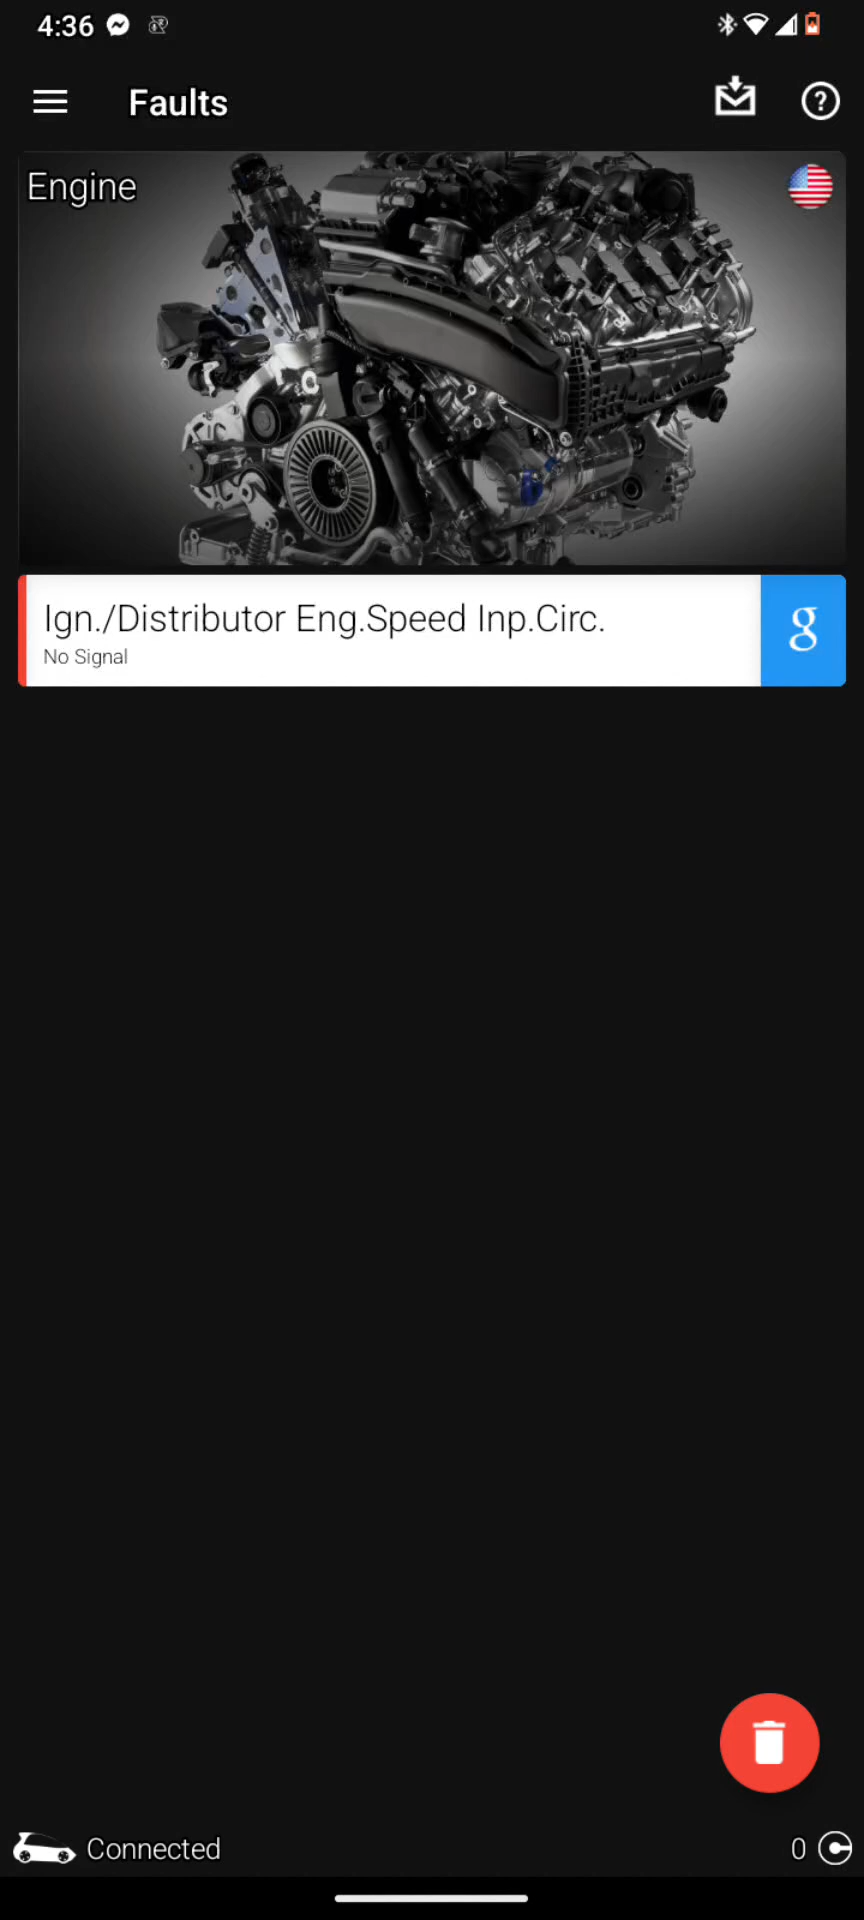 4:36
Faults
Engine
Ign./Distributor Eng.Speed Inp.Circ.
No Signal
g
Connected
0